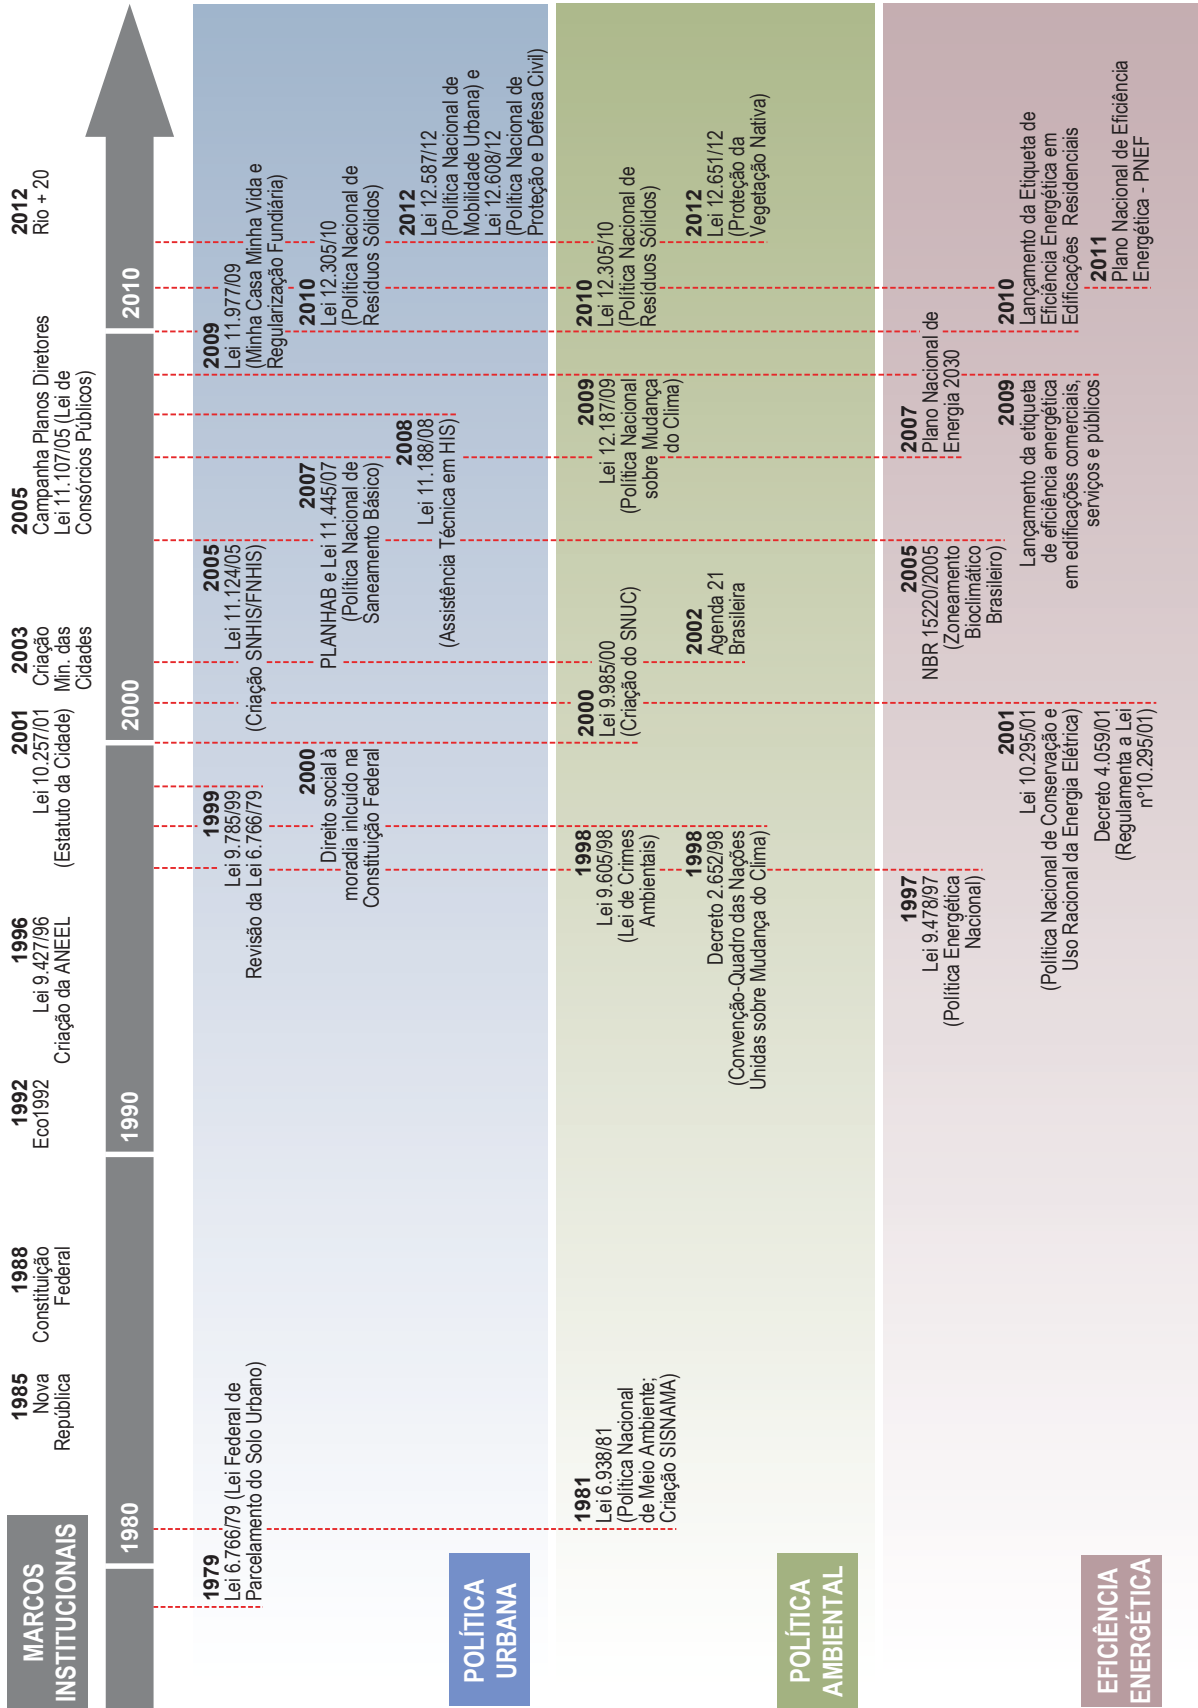 MARCOS
INSTITUCIONAIS
1985
Nova
República
1988
Constituição
Federal
1992
Eco1992
1996
Lei 9.427/96
Criação da ANEEL
2001
Lei 10.257/01
(Estatuto da Cidade)
2003
Criação
Min. das
Cidades
2005
Campanha Planos Diretores
Lei 11.107/05 (Lei de
Consórcios Públicos)
2012
Rio + 20
1980
1990
2000
2010
POLÍTICA
URBANA
1979
Lei 6.766/79 (Lei Federal de
Parcelamento do Solo Urbano)
1999
Lei 9.785/99
Revisão da Lei 6.766/79
2000
Direito social à
moradia inlcuído na
Constituição Federal
2005
Lei 11.124/05
(Criação SNHIS/FNHIS)
2007
PLANHAB e Lei 11.445/07
(Política Nacional de
Saneamento Básico)
2008
Lei 11.188/08
(Assistência Técnica em HIS)
2009
Lei 11.977/09
(Minha Casa Minha Vida e
Regularização Fundiária)
2010
Lei 12.305/10
(Política Nacional de
Resíduos Sólidos)
2012
Lei 12.587/12
(Política Nacional de
Mobilidade Urbana) e
Lei 12.608/12
(Política Nacional de
Proteção e Defesa Civil)
POLÍTICA
AMBIENTAL
1981
Lei 6.938/81
(Política Nacional
de Meio Ambiente;
Criação SISNAMA)
1998
Lei 9.605/98
(Lei de Crimes
Ambientais)
1998
Decreto 2.652/98
(Convenção-Quadro das Nações
Unidas sobre Mudança do Clima)
2000
Lei 9.985/00
(Criação do SNUC)
2002
Agenda 21
Brasileira
2009
Lei 12.187/09
(Política Nacional
sobre Mudança
do Clima)
2010
Lei 12.305/10
(Política Nacional de
Resíduos Sólidos)
2012
Lei 12.651/12
(Proteção da
Vegetação Nativa)
EFICIÊNCIA
ENERGÉTICA
1997
Lei 9.478/97
(Política Energética
Nacional)
2001
Lei 10.295/01
(Política Nacional de Conservação e
Uso Racional da Energia Elétrica)
Decreto 4.059/01
(Regulamenta a Lei
nº10.295/01)
2005
NBR 15220/2005
(Zoneamento
Bioclimático
Brasileiro)
2007
Plano Nacional de
Energia 2030
2009
Lançamento da etiqueta
de eficiência energética
em edificações comerciais,
serviços e públicos
2010
Lançamento da Etiqueta de
Eficiência Energética em
Edificações Residenciais
2011
Plano Nacional de Eficiência
Energética - PNEF